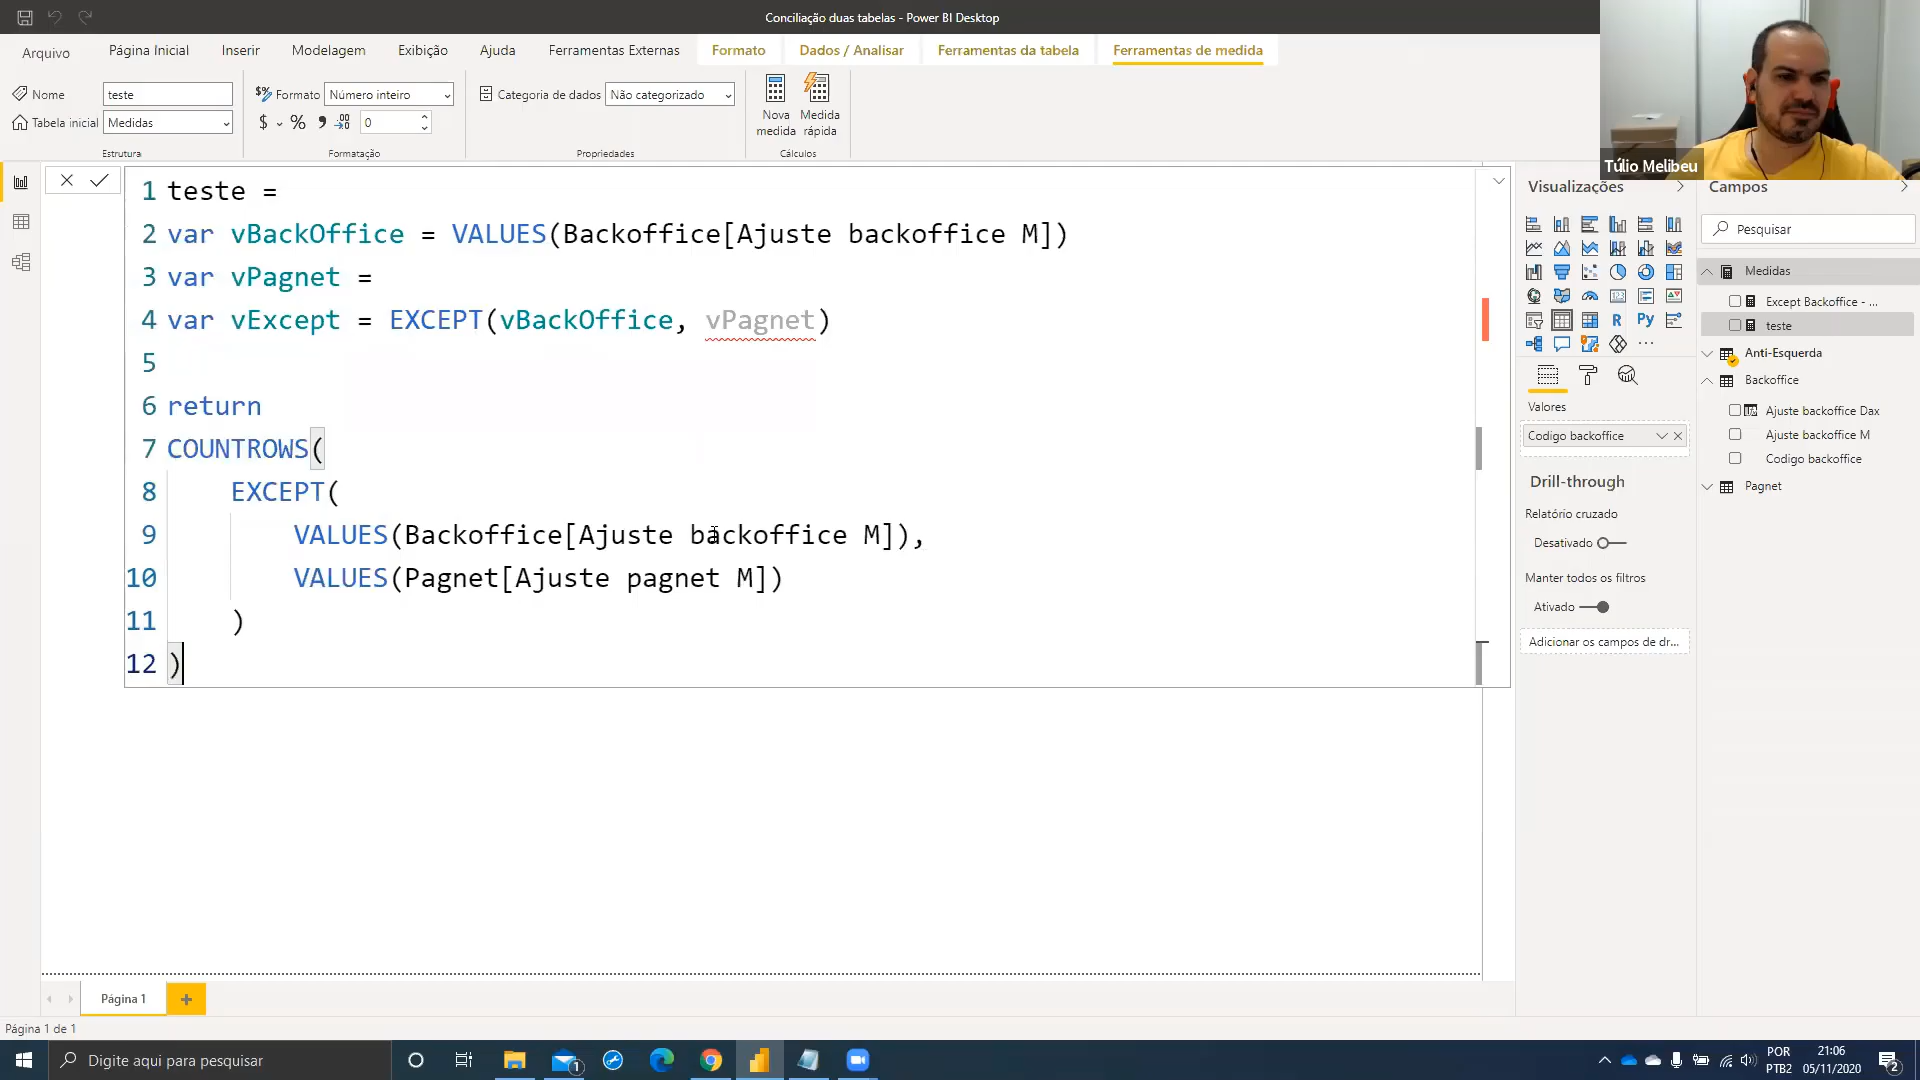 Conciliação duas tabelas - Power BI Desktop
Arquivo
Página Inicial
Inserir
Modelagem
Exibição
Ajuda
Ferramentas Externas
Formato
Dados / Analisar
Ferramentas da tabela
Ferramentas de medida
Nome
teste
Formato
Número inteiro
Categoria de dados
Não categorizado
Tabela inicial
Medidas
$
%
0
Nova medida
Medida rápida
Estrutura
Formatação
Propriedades
Cálculos
Túlio Melibeu
1 teste =
2 var vBackOffice = VALUES(Backoffice[Ajuste backoffice M])
3 var vPagnet =
4 var vExcept = EXCEPT(vBackOffice, vPagnet)
5
6 return
7 COUNTROWS(
8 EXCEPT(
9 VALUES(Backoffice[Ajuste backoffice M]),
10 VALUES(Pagnet[Ajuste pagnet M])
11 )
12 )
Visualizações
R
Py
Valores
Codigo backoffice
Drill-through
Relatório cruzado
Desativado
Manter todos os filtros
Ativado
Adicionar os campos de dr...
Campos
Pesquisar
Medidas
Except Backoffice - ...
teste
Anti-Esquerda
Backoffice
Ajuste backoffice Dax
Ajuste backoffice M
Codigo backoffice
Pagnet
Página 1
+
Página 1 de 1
Digite aqui para pesquisar
1
POR
PTB2
21:06
05/11/2020
2